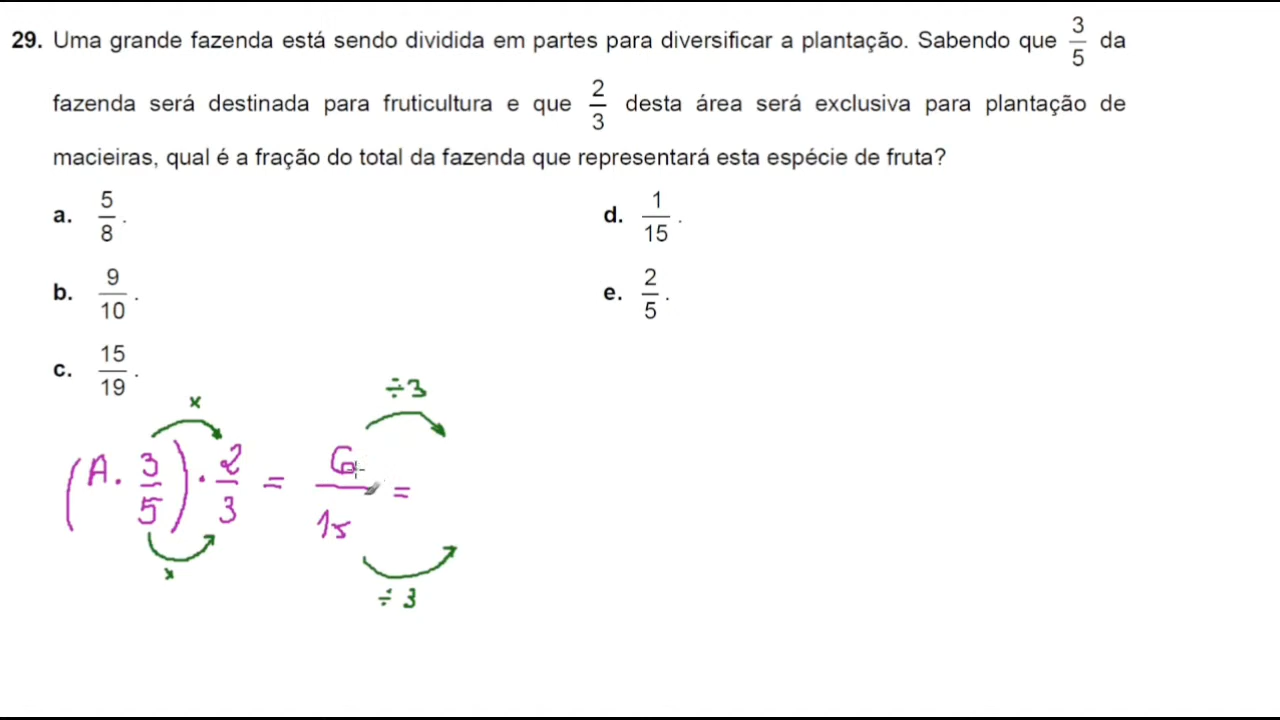 29. Uma grande fazenda está sendo dividida em partes para diversificar a plantação. Sabendo que 3/5 da
fazenda será destinada para fruticultura e que 2/3 desta área será exclusiva para plantação de
macieiras, qual é a fração do total da fazenda que representará esta espécie de fruta?
a. 5/8.
d. 1/15.
b. 9/10.
e. 2/5.
c. 15/19.
x ÷3
(A. 3/5) . 2/3 = 6/15 =
x ÷3